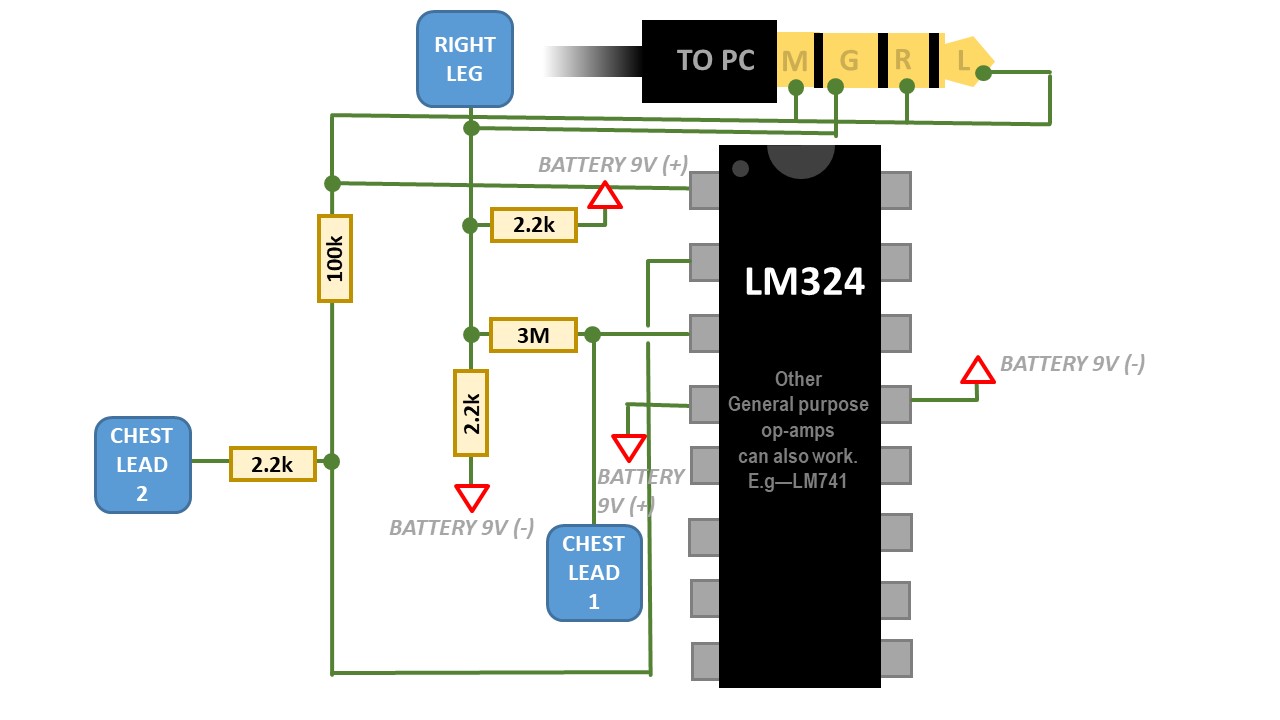 RIGHT
LEG
TO PC
M G R L
BATTERY 9V (+)
2.2k
100k
LM324
3M
BATTERY 9V (-)
Other
General purpose
op-amps
can also work.
E.g—LM741
2.2k
CHEST
LEAD
2
2.2k
BATTERY
9V (+)
BATTERY 9V (-)
CHEST
LEAD
1